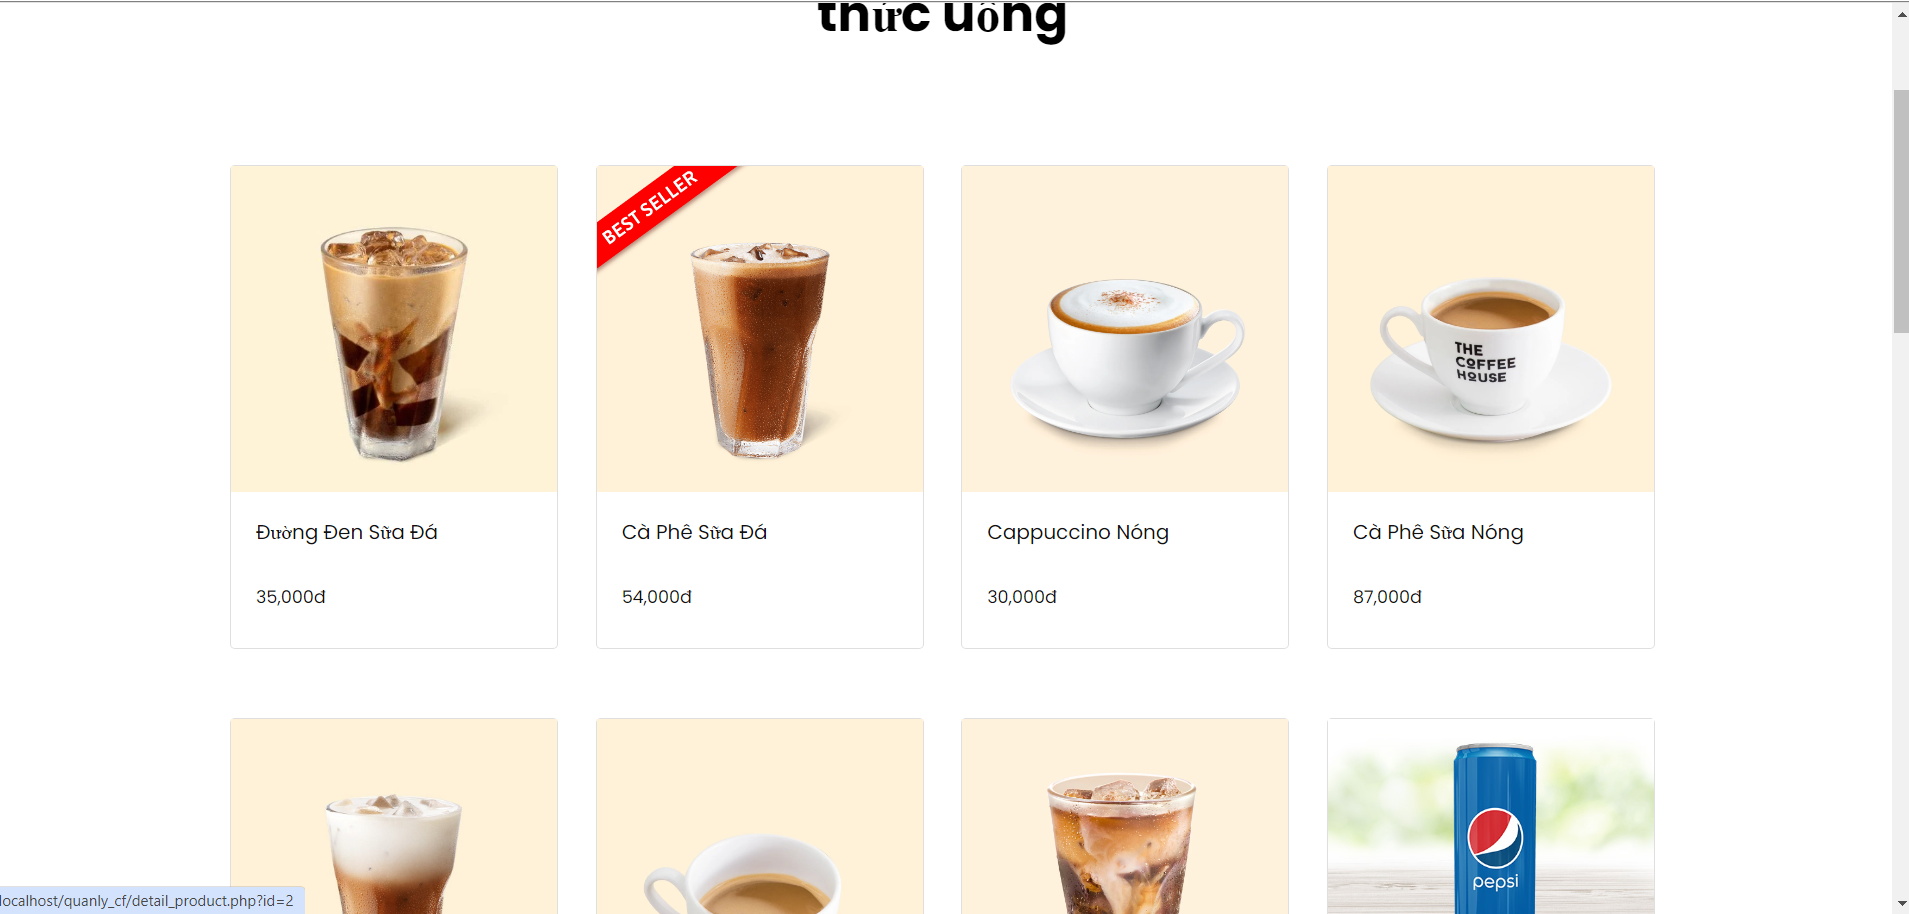 thức uống
BEST SELLER
THE
COFFEE
HOUSE
Đường Đen Sữa Đá
Cà Phê Sữa Đá
Cappuccino Nóng
Cà Phê Sữa Nóng
35,000đ
54,000đ
30,000đ
87,000đ
pepsi
localhost/quanly_cf/detail_product.php?id=2